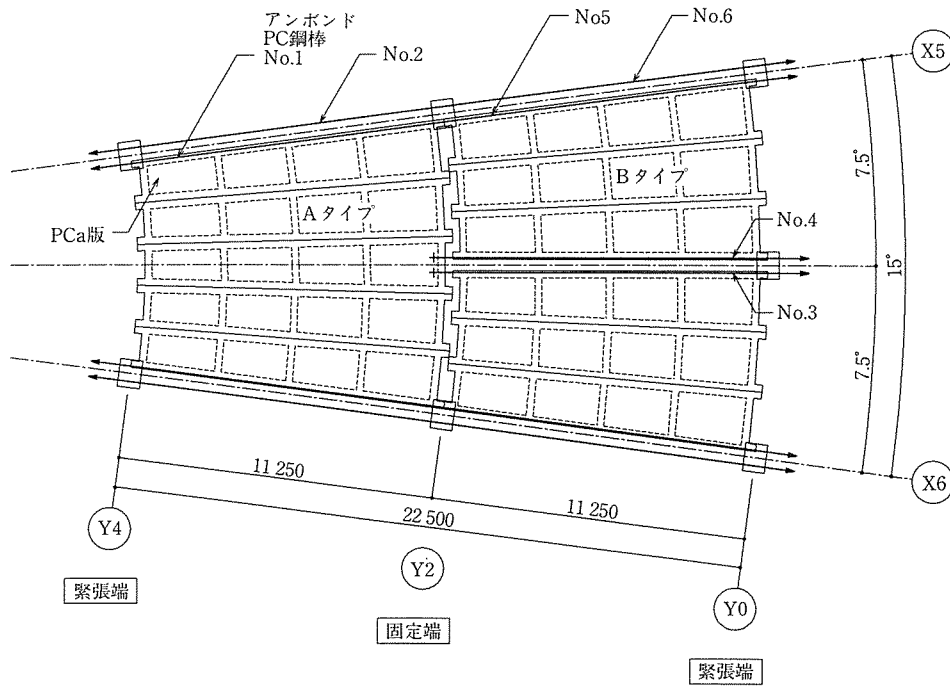 アンボンド
PC鋼棒
No.1
No.2
No5
No.6
X5
Aタイプ
Bタイプ
PCa版
No.4
No.3
7.5°
15°
7.5°
11 250
22 500
11 250
X6
Y4
Y2
Y0
緊張端
固定端
緊張端